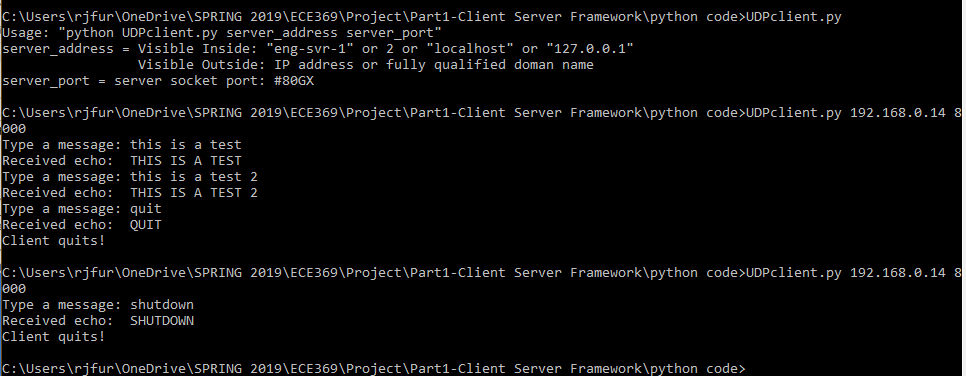 C:\Users\rjfur\OneDrive\SPRING 2019\ECE369\Project\Part1-Client Server Framework\python code>UDPclient.py
Usage: "python UDPclient.py server_address server_port"
server_address = Visible Inside: "eng-svr-1" or 2 or "localhost" or "127.0.0.1"
                 Visible Outside: IP address or fully qualified doman name
server_port = server socket port: #80GX
C:\Users\rjfur\OneDrive\SPRING 2019\ECE369\Project\Part1-Client Server Framework\python code>UDPclient.py 192.168.0.14 8
000
Type a message: this is a test
Received echo:  THIS IS A TEST
Type a message: this is a test 2
Received echo:  THIS IS A TEST 2
Type a message: quit
Received echo:  QUIT
Client quits!
C:\Users\rjfur\OneDrive\SPRING 2019\ECE369\Project\Part1-Client Server Framework\python code>UDPclient.py 192.168.0.14 8
000
Type a message: shutdown
Received echo:  SHUTDOWN
Client quits!
C:\Users\rjfur\OneDrive\SPRING 2019\ECE369\Project\Part1-Client Server Framework\python code>